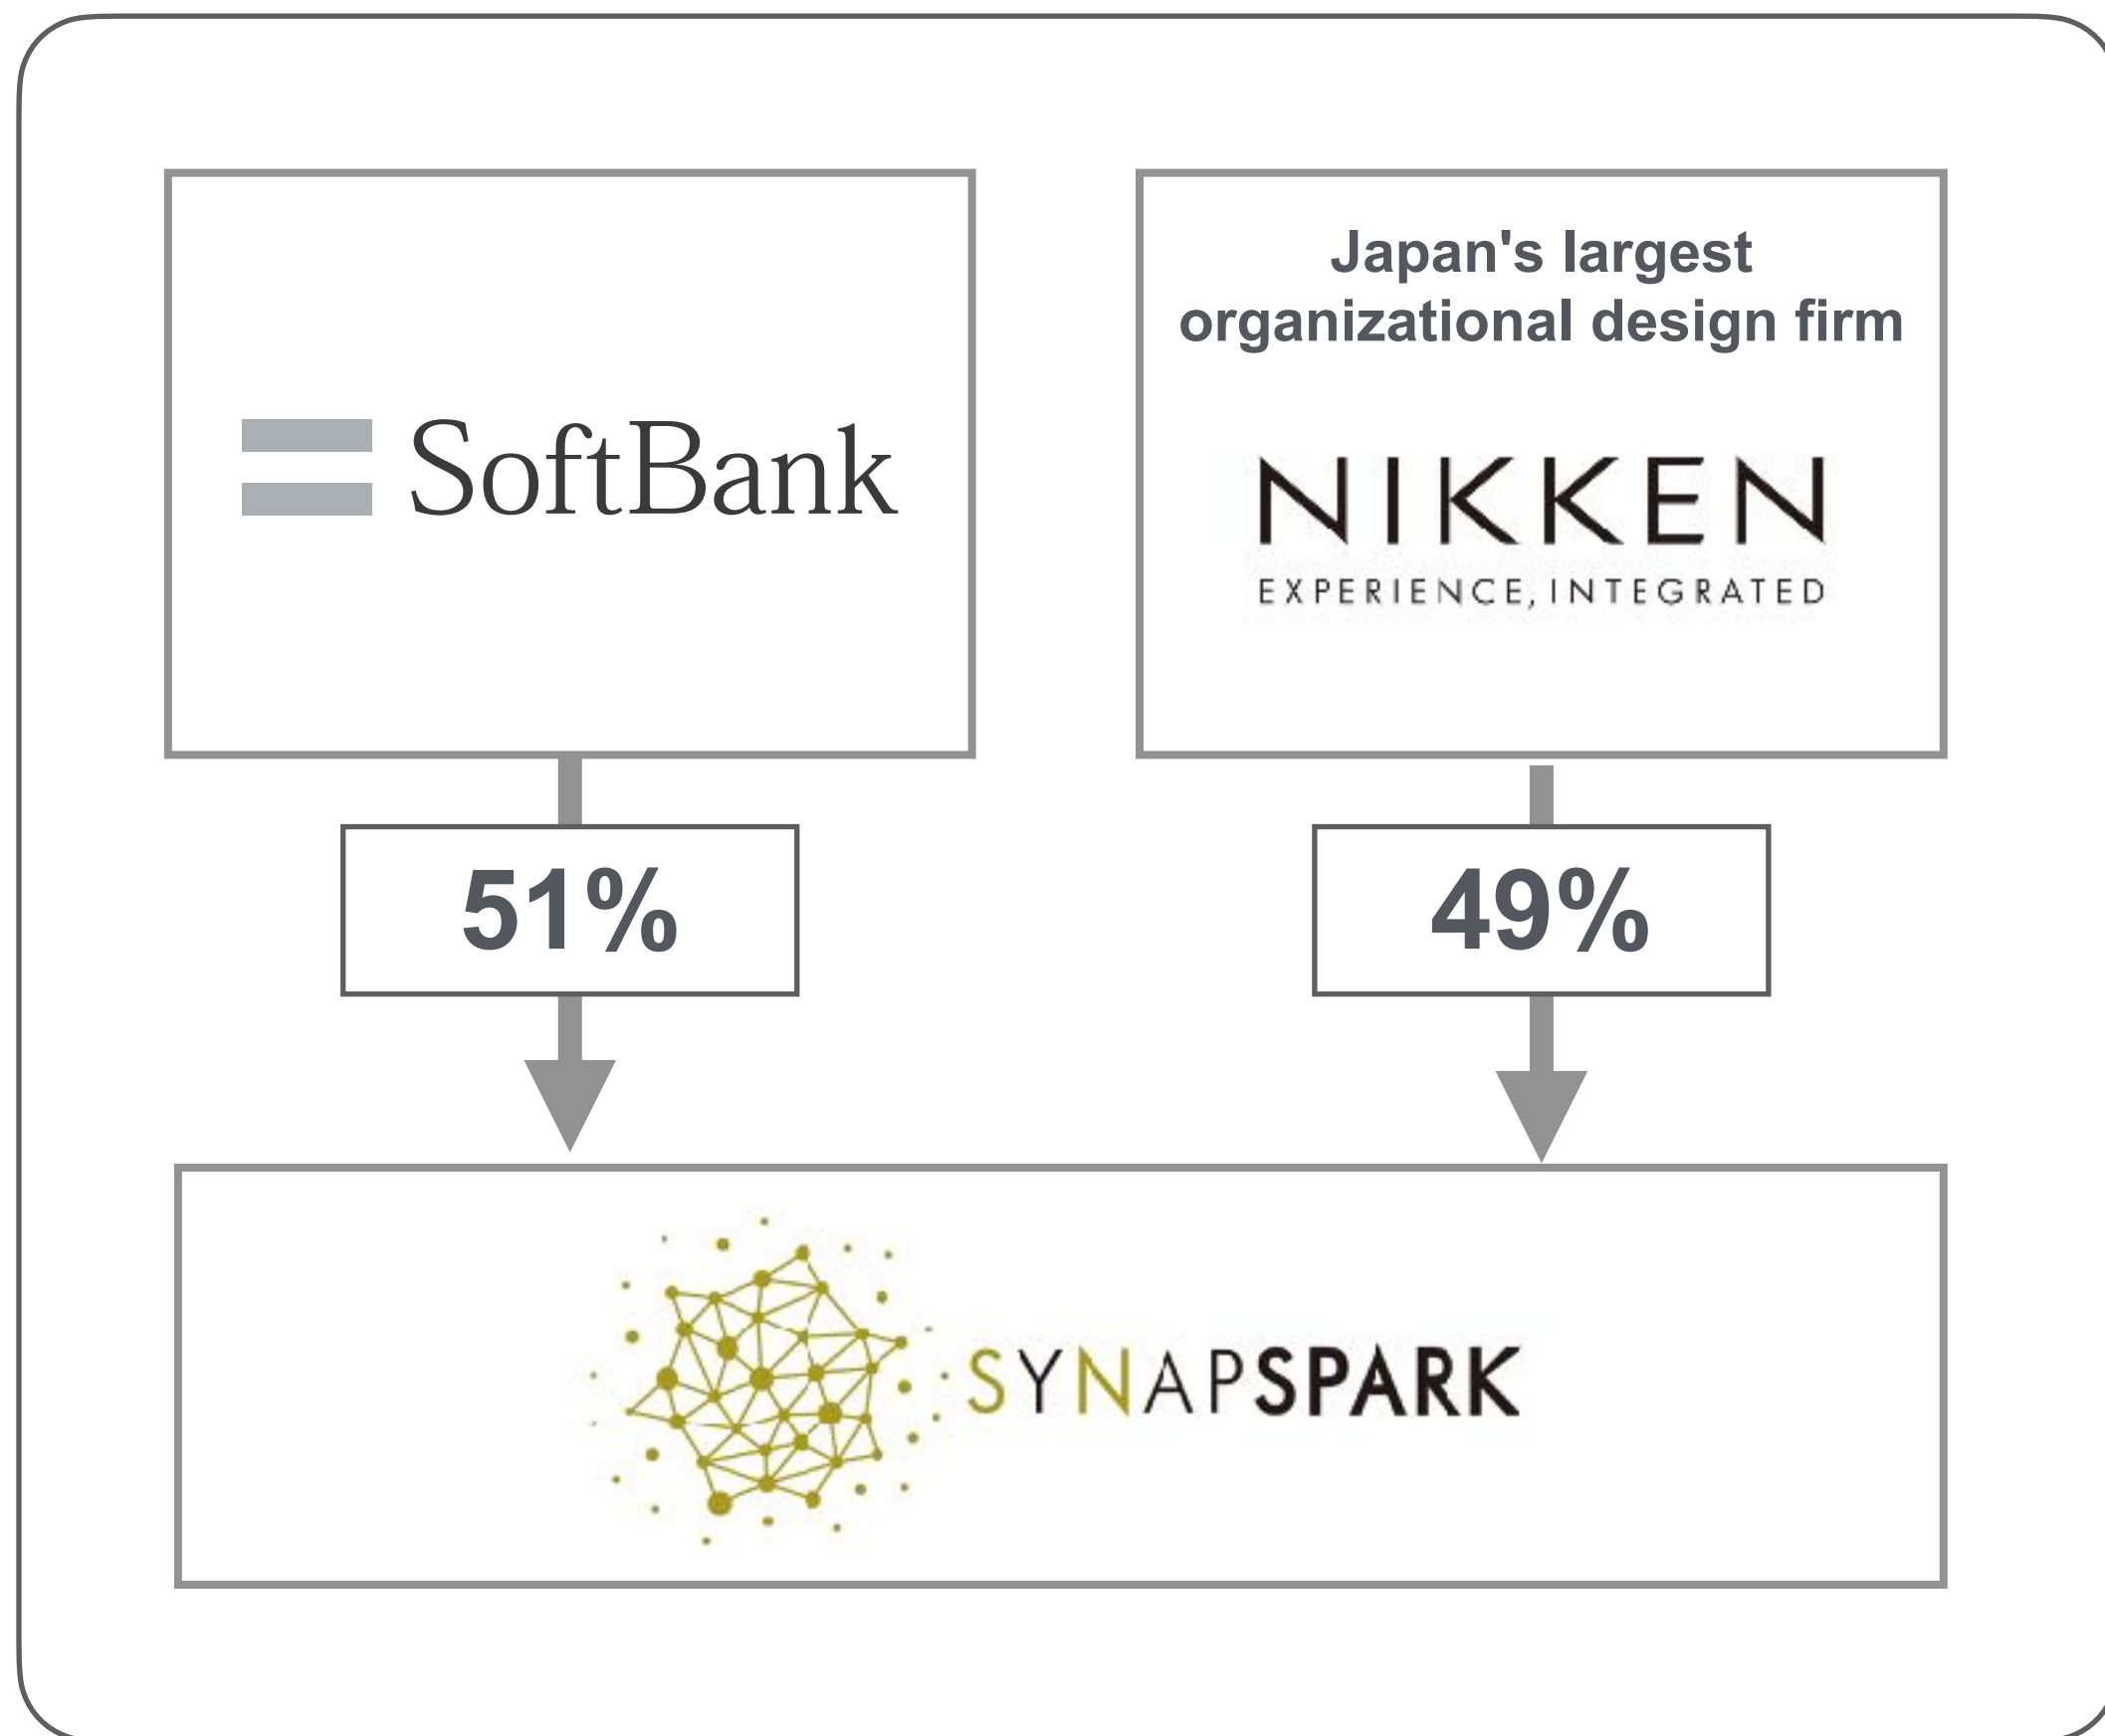 SoftBank
Japan's largest
organizational design firm
NIKKEN
EXPERIENCE, INTEGRATED
51%
49%
SYNAPSPARK